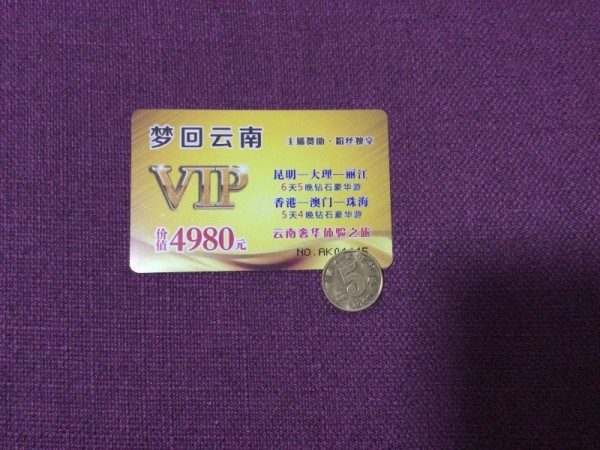 梦回云南
主播赞助·粉丝独享
VIP
昆明—大理—丽江
6天5晚钻石豪华游
香港—澳门—珠海
5天4晚钻石豪华游
价值4980元
云南奢华体验之旅
5